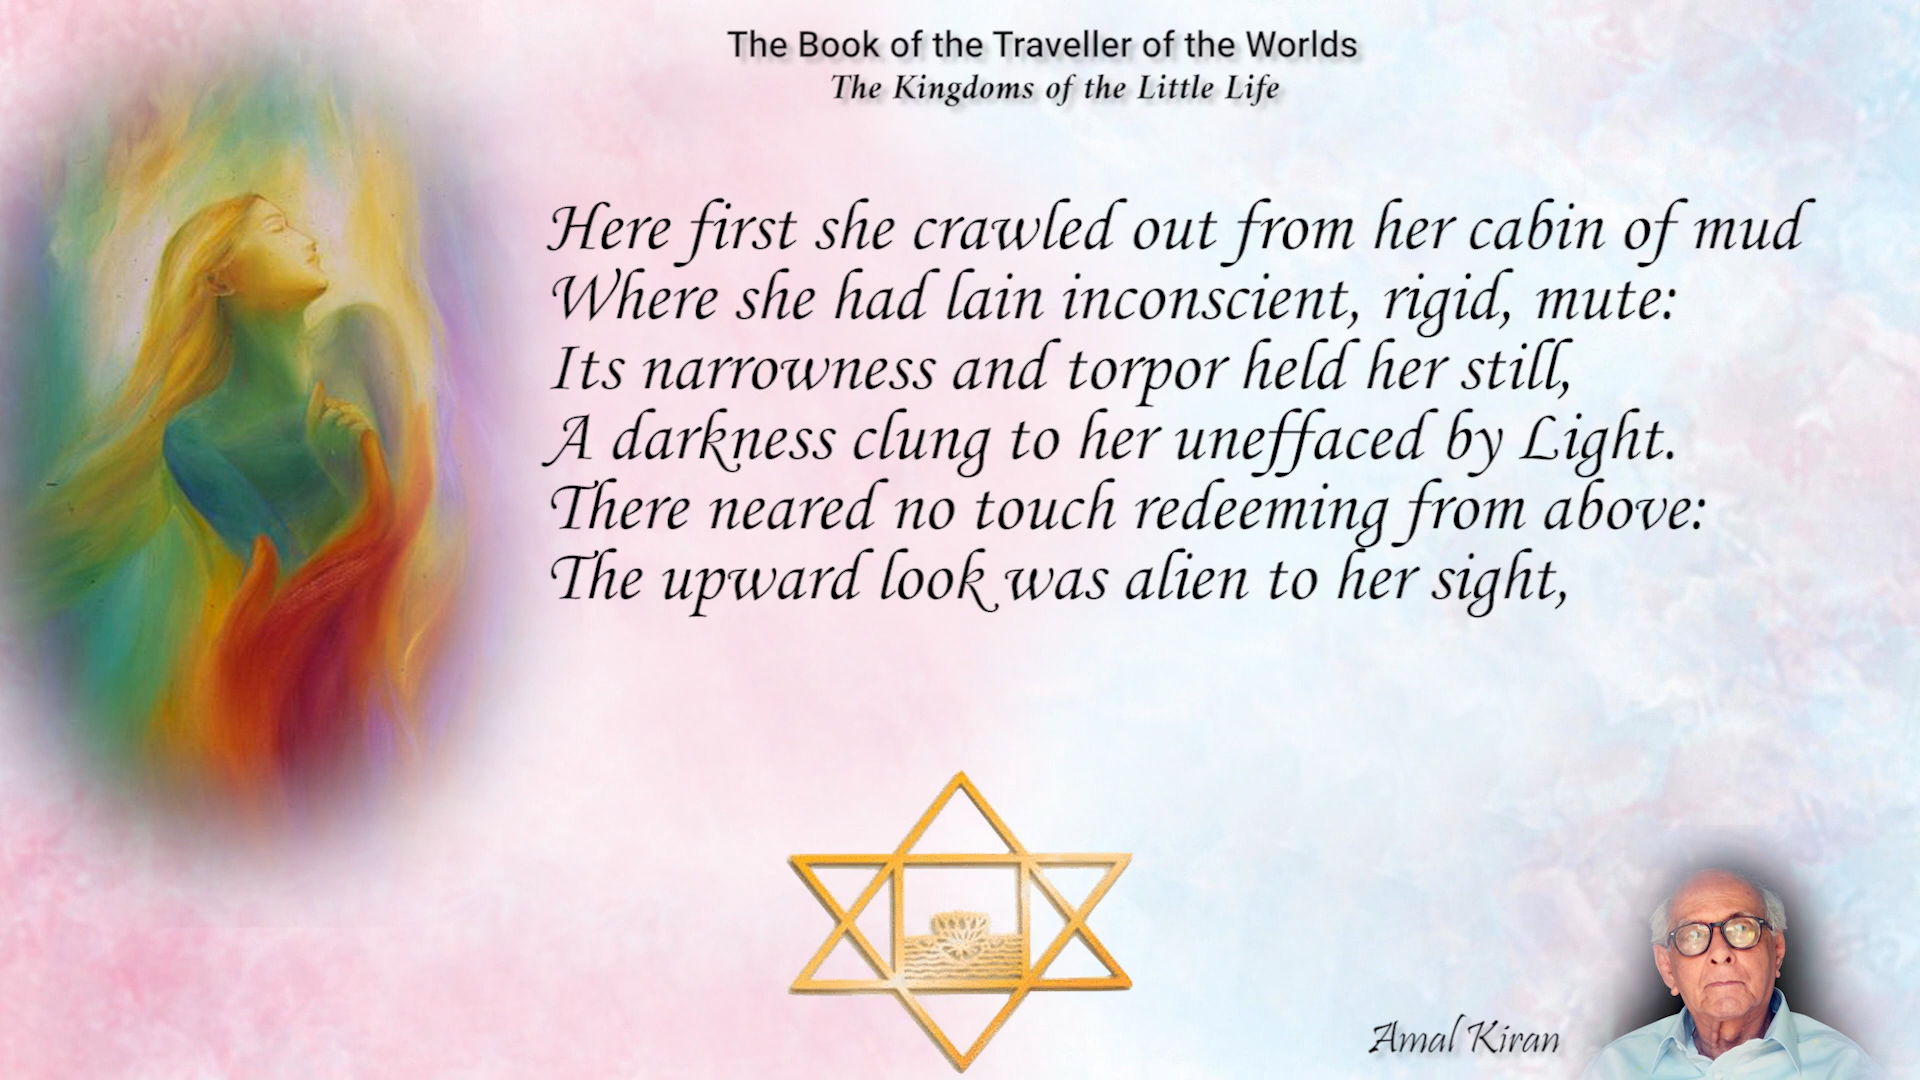 The Book of the Traveller of the Worlds
The Kingdoms of the Little Life
Here first she crawled out from her cabin of mud
Where she had lain inconscient, rigid, mute:
Its narrowness and torpor held her still,
A darkness clung to her uneffaced by Light.
There neared no touch redeeming from above:
The upward look was alien to her sight,
Amal Kiran